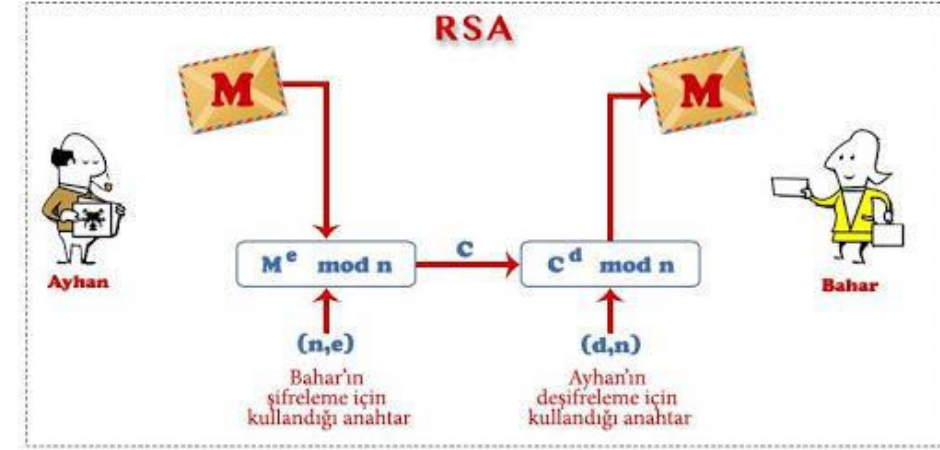 RSA
M
M
Mᵉ mod n
C
Cᵈ mod n
Ayhan
Bahar
(n,e)
Bahar'ın
şifreleme için
kullandığı anahtar
(d,n)
Ayhan'ın
deşifreleme için
kullandığı anahtar